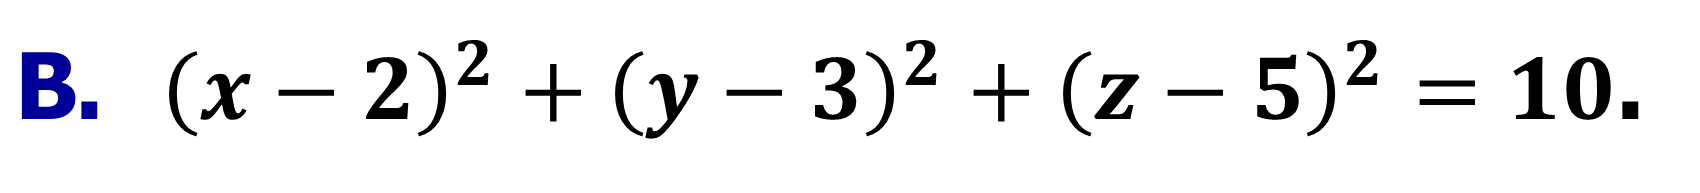 B. (x − 2)² + (y − 3)² + (z − 5)² = 10.